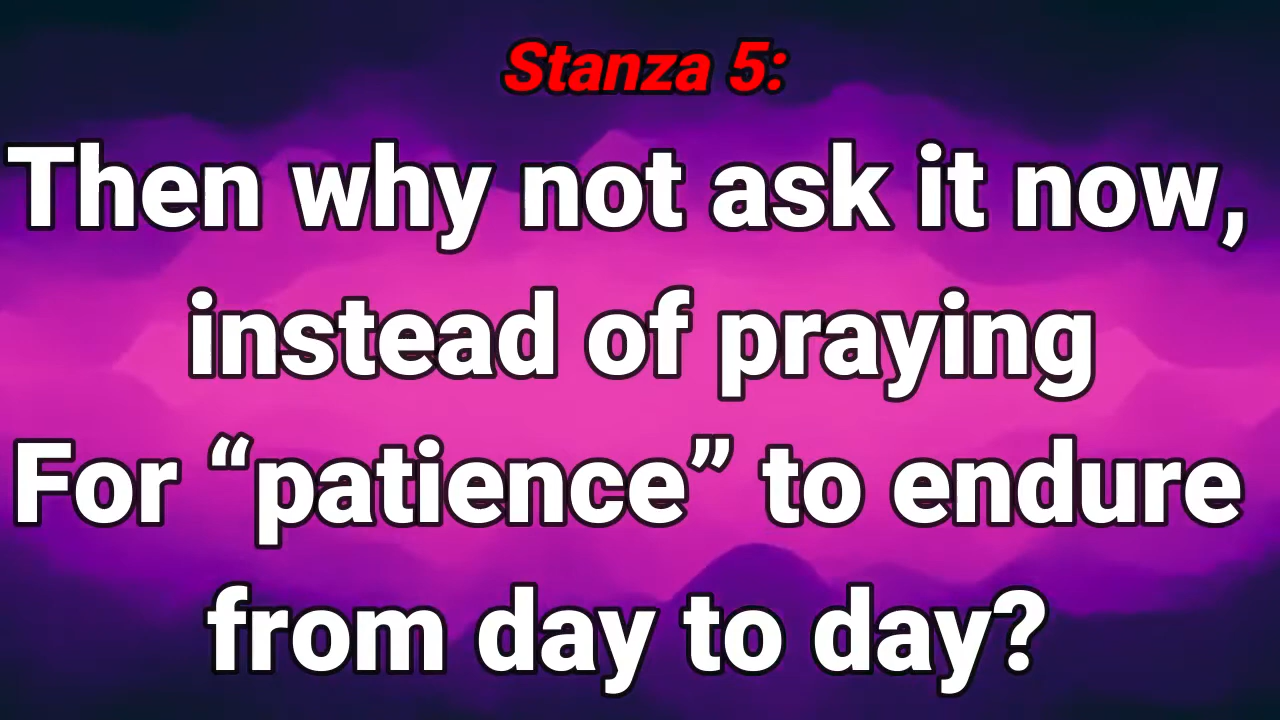 Stanza 5:
Then why not ask it now,
instead of praying
For “patience” to endure
from day to day?